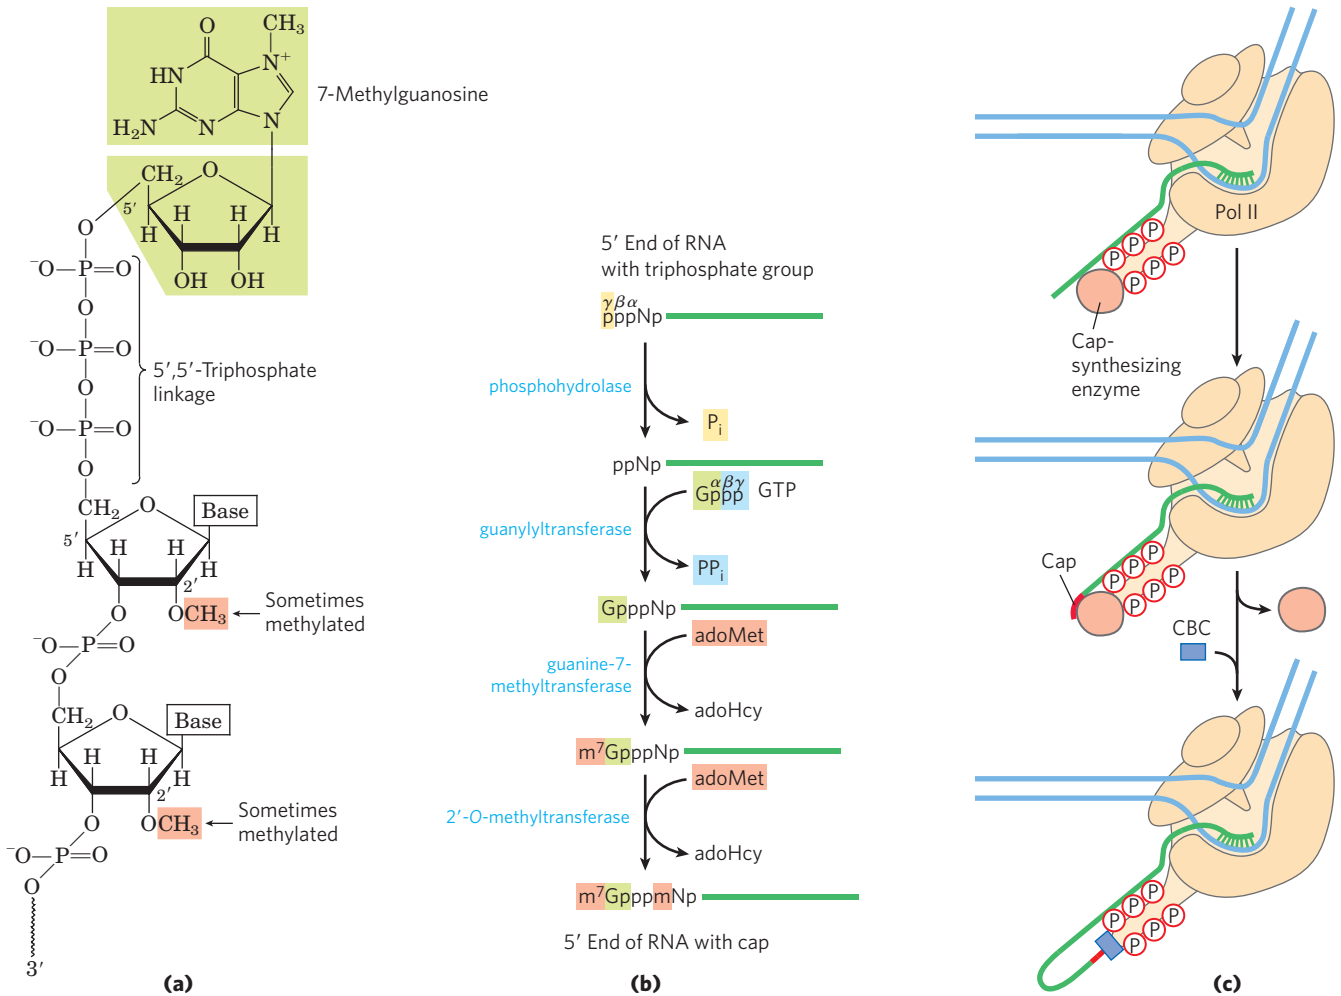 O
CH₃
N⁺
HN
H₂N
N
N
7-Methylguanosine
CH₂
O
5′
H
H
H
H
OH
OH
O
⁻O—P=O
O
⁻O—P=O
O
⁻O—P=O
O
5′,5′-Triphosphate
linkage
CH₂
O
Base
5′
H
H
H
H
2′
O
OCH₃
Sometimes
methylated
⁻O—P=O
O
CH₂
O
Base
H
H
H
H
2′
O
OCH₃
Sometimes
methylated
⁻O—P=O
O
3′
(a)
5′ End of RNA
with triphosphate group
γβα
pppNp
phosphohydrolase
Pᵢ
ppNp
αβγ
Gppp
GTP
guanylyltransferase
PPᵢ
GpppNp
adoMet
guanine-7-
methyltransferase
adoHcy
m⁷GpppNp
adoMet
2′-O-methyltransferase
adoHcy
m⁷GpppmNp
5′ End of RNA with cap
(b)
Pol II
P
P
P
P
P
P
Cap-
synthesizing
enzyme
P
P
P
P
P
P
Cap
CBC
P
P
P
P
P
P
(c)